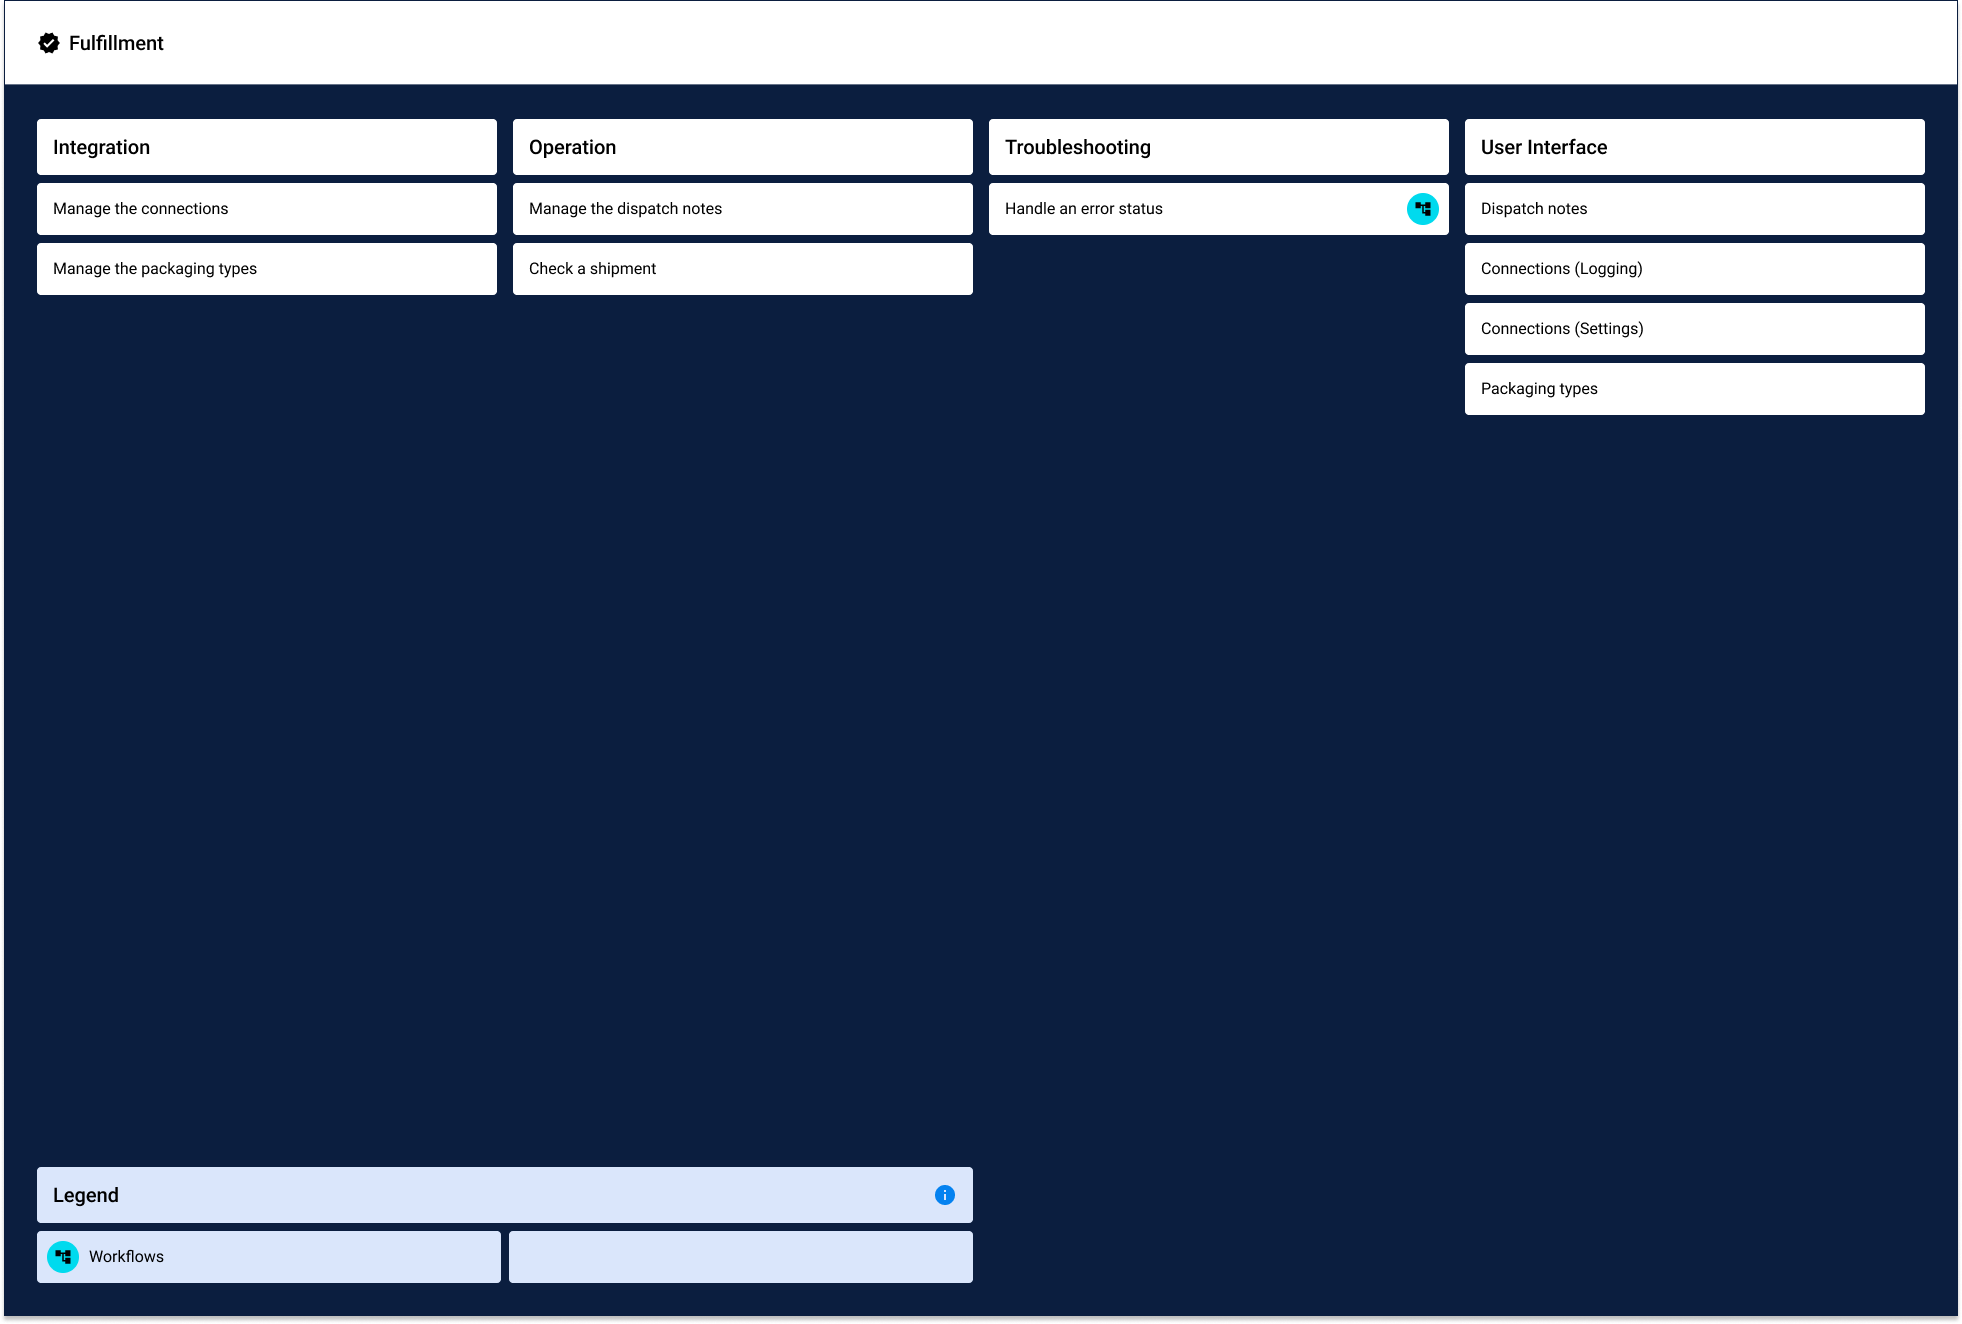 Fulfillment
Integration
Manage the connections
Manage the packaging types
Operation
Manage the dispatch notes
Check a shipment
Troubleshooting
Handle an error status
User Interface
Dispatch notes
Connections (Logging)
Connections (Settings)
Packaging types
Legend
Workflows